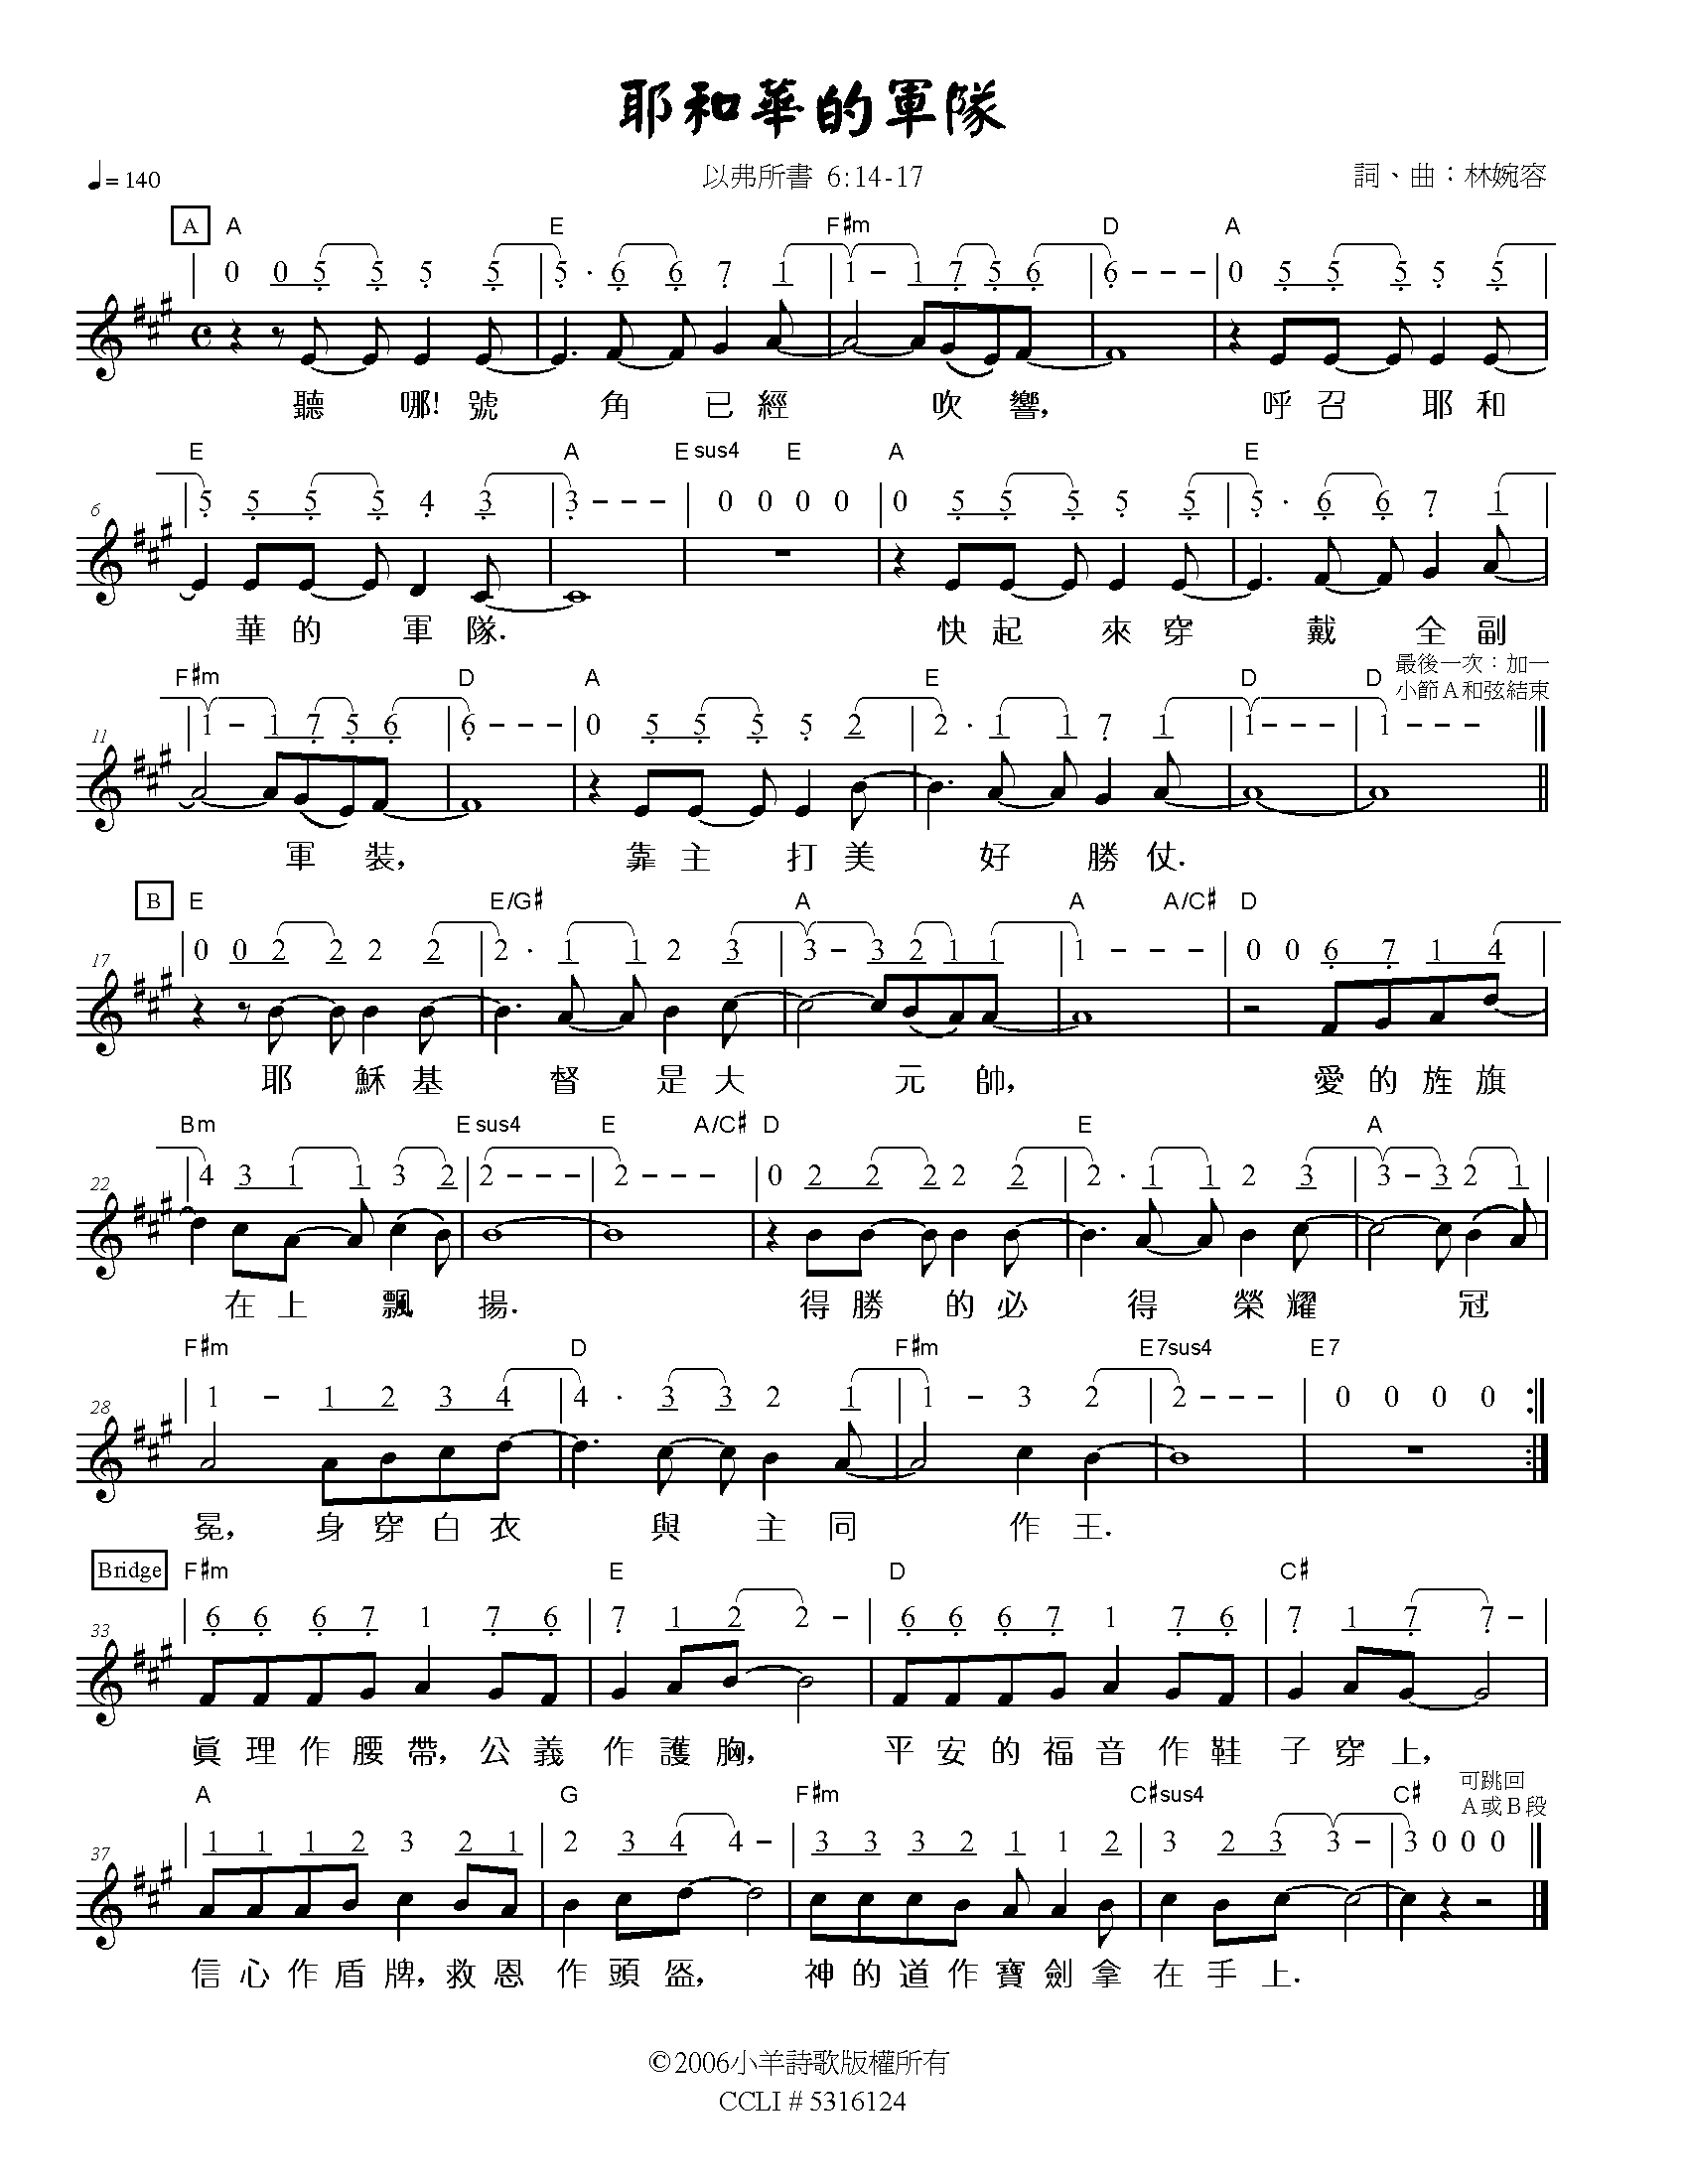 耶和華的軍隊
♩= 140
以弗所書 6:14-17
詞、曲：林婉容
A
A E F♯m D A
| 0 0 5 5 5 5 | 5 · 6 6 7 1 | 1 – 1 7 5 6 | 6 – – – | 0 5 5 5 5 5 |
聽 哪! 號 角 已 經 吹 響, 呼 召 耶 和
E A E sus4 E A E
| 5 5 5 5 4 3 | 3 – – – | 0 0 0 0 | 0 5 5 5 5 5 | 5 · 6 6 7 1 |
6
華 的 軍 隊. 快 起 來 穿 戴 全 副
最後一次：加一
小節A和弦結束
F♯m D A E D D
| 1 – 1 7 5 6 | 6 – – – | 0 5 5 5 5 2 | 2 · 1 1 7 1 | 1 – – – | 1 – – – ‖
11
軍 裝, 靠 主 打 美 好 勝 仗.
B
E E/G♯ A A A/C♯ D
| 0 0 2 2 2 2 | 2 · 1 1 2 3 | 3 – 3 2 1 1 | 1 – – – | 0 0 6 7 1 4 |
17
耶 穌 基 督 是 大 元 帥, 愛 的 旌 旗
Bm E sus4 E A/C♯ D E A
| 4 3 1 1 3 2 | 2 – – – | 2 – – – | 0 2 2 2 2 2 | 2 · 1 1 2 3 | 3 – 3 2 1 |
22
在 上 飄 揚. 得 勝 的 必 得 榮 耀 冠
F♯m D F♯m E7sus4 E7
| 1 – 1 2 3 4 | 4 · 3 3 2 1 | 1 – 3 2 | 2 – – – | 0 0 0 0 :|
28
冕, 身 穿 白 衣 與 主 同 作 王.
Bridge
F♯m E D C♯
| 6 6 6 7 1 7 6 | 7 1 2 2 – | 6 6 6 7 1 7 6 | 7 1 7 7 – |
33
眞 理 作 腰 帶, 公 義 作 護 胸, 平 安 的 福 音 作 鞋 子 穿 上,
可跳回
A或B段
A G F♯m C♯sus4 C♯
| 1 1 1 2 3 2 1 | 2 3 4 4 – | 3 3 3 2 1 1 2 | 3 2 3 3 – | 3 0 0 0 ‖
37
信 心 作 盾 牌, 救 恩 作 頭 盔, 神 的 道 作 寶 劍 拿 在 手 上.
©2006小羊詩歌版權所有
CCLI # 5316124